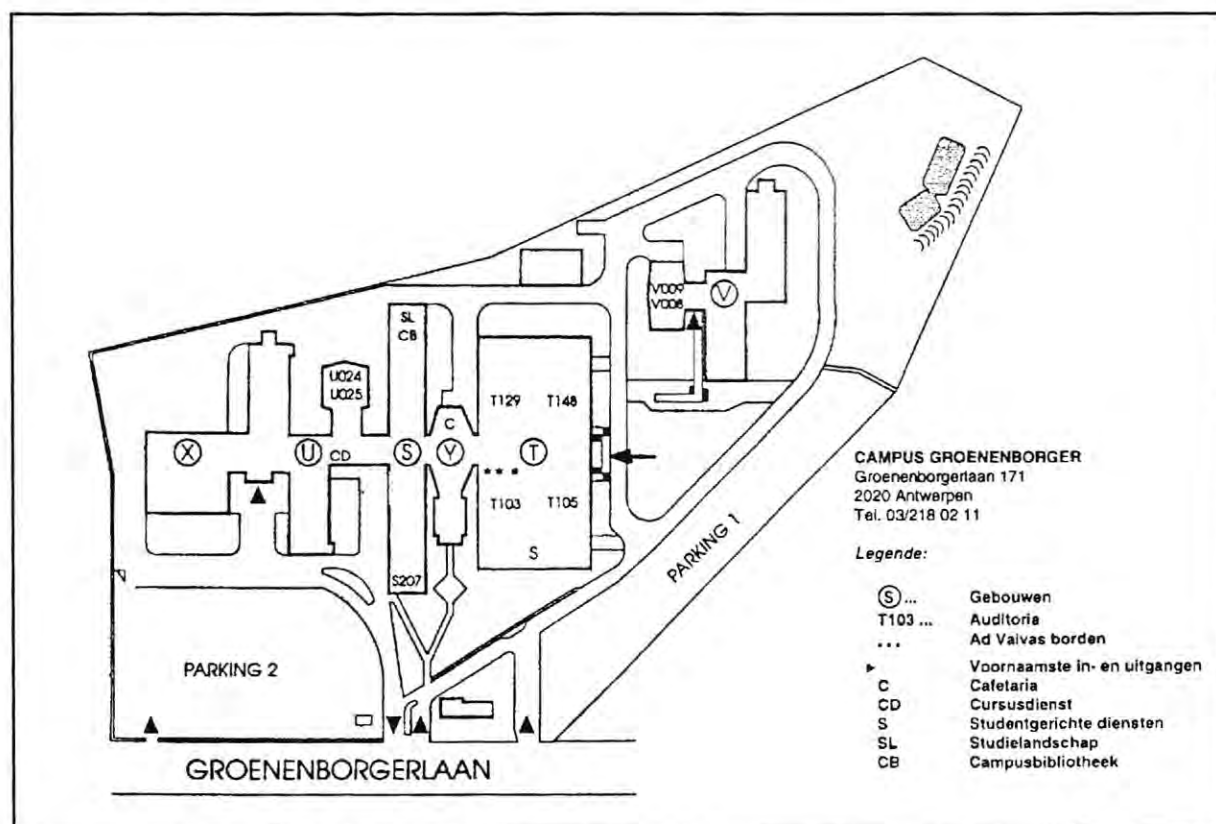 V009
V008
V
SL
CB
U024
U025
T129
T148
C
X
U
CD
S
Y
T
***
T103
T105
S
S207
PARKING 1
PARKING 2
GROENENBORGERLAAN
CAMPUS GROENENBORGER
Groenenborgerlaan 171
2020 Antwerpen
Tel. 03/218 02 11
Legende:
S ... Gebouwen
T103 ... Auditoria
... Ad Valvas borden
► Voornaamste in- en uitgangen
C Cafetaria
CD Cursusdienst
S Studentgerichte diensten
SL Studielandschap
CB Campusbibliotheek